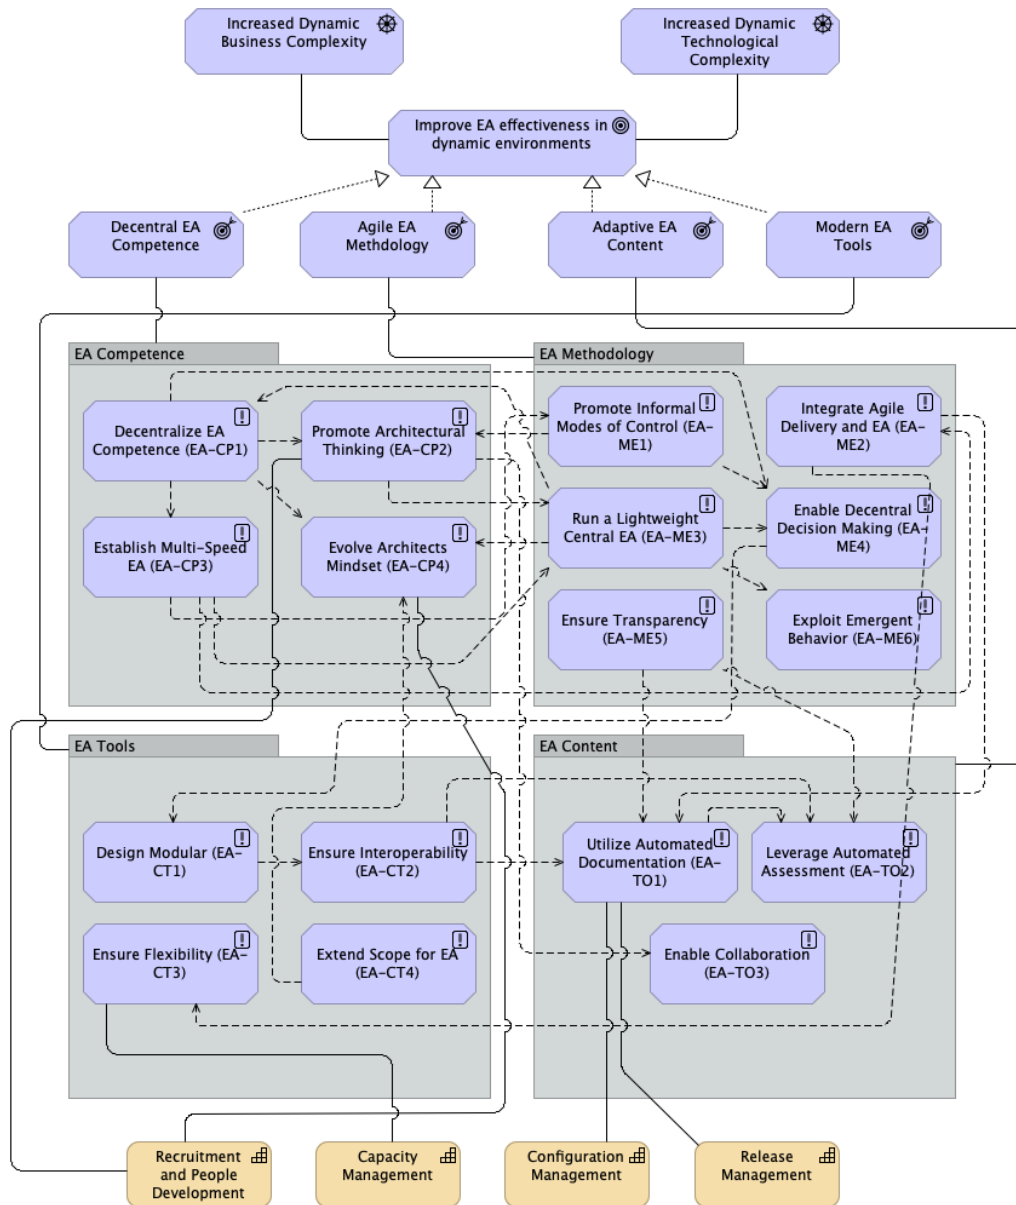 Increased Dynamic
Business Complexity
Increased Dynamic
Technological
Complexity
Improve EA effectiveness in
dynamic environments
Decentral EA
Competence
Agile EA
Methdology
Adaptive EA
Content
Modern EA
Tools
EA Competence
Decentralize EA
Competence (EA-CP1)
Promote Architectural
Thinking (EA-CP2)
Establish Multi-Speed
EA (EA-CP3)
Evolve Architects
Mindset (EA-CP4)
EA Methodology
Promote Informal
Modes of Control (EA-
ME1)
Integrate Agile
Delivery and EA (EA-
ME2)
Run a Lightweight
Central EA (EA-ME3)
Enable Decentral
Decision Making (EA-
ME4)
Ensure Transparency
(EA-ME5)
Exploit Emergent
Behavior (EA-ME6)
EA Tools
Design Modular (EA-
CT1)
Ensure Interoperability
(EA-CT2)
Ensure Flexibility (EA-
CT3)
Extend Scope for EA
(EA-CT4)
EA Content
Utilize Automated
Documentation (EA-
TO1)
Leverage Automated
Assessment (EA-TO2)
Enable Collaboration
(EA-TO3)
Recruitment
and People
Development
Capacity
Management
Configuration
Management
Release
Management